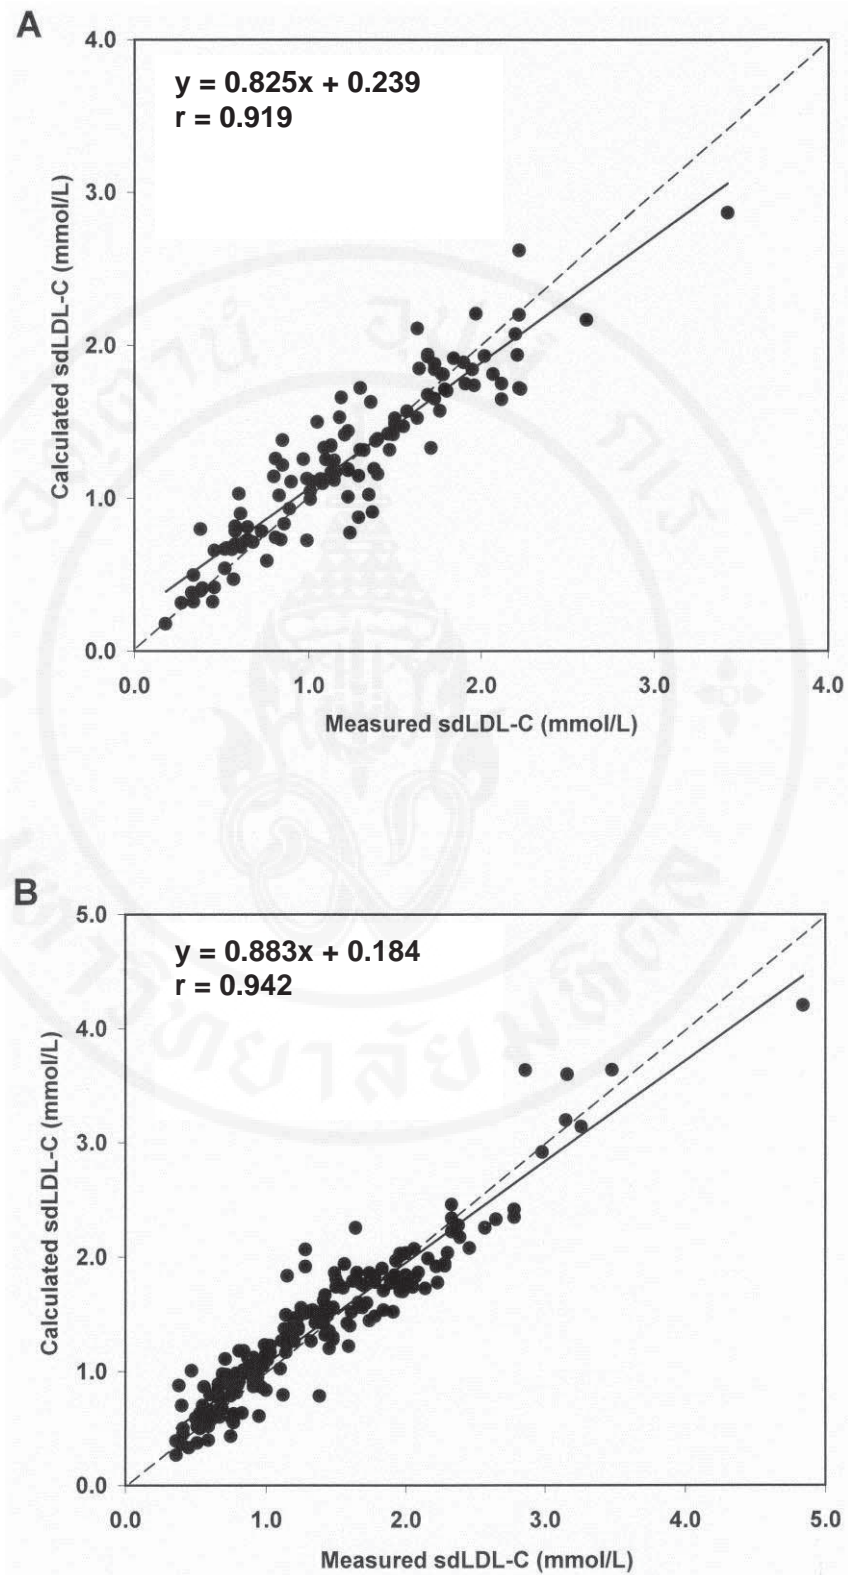 A
y = 0.825x + 0.239
r = 0.919
4.0
3.0
2.0
1.0
0.0
Calculated sdLDL-C (mmol/L)
0.0 1.0 2.0 3.0 4.0
Measured sdLDL-C (mmol/L)
B
y = 0.883x + 0.184
r = 0.942
5.0
4.0
3.0
2.0
1.0
0.0
Calculated sdLDL-C (mmol/L)
0.0 1.0 2.0 3.0 4.0 5.0
Measured sdLDL-C (mmol/L)